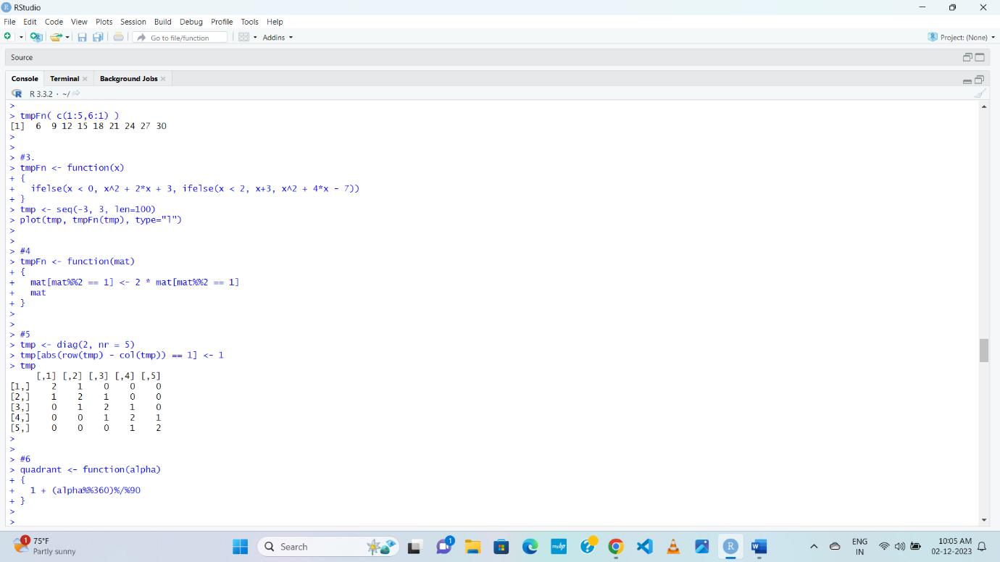 RStudio
File Edit Code View Plots Session Build Debug Profile Tools Help
Go to file/function Addins Project: (None)
Source
Console Terminal Background Jobs
R 3.3.2 · ~/
>
> tmpFn( c(1:5,6:1) )
[1]  6  9 12 15 18 21 24 27 30
>
>
> #3.
> tmpFn <- function(x)
+ {
+   ifelse(x < 0, x^2 + 2*x + 3, ifelse(x < 2, x+3, x^2 + 4*x - 7))
+ }
> tmp <- seq(-3, 3, len=100)
> plot(tmp, tmpFn(tmp), type="l")
>
>
> #4
> tmpFn <- function(mat)
+ {
+   mat[mat%%2 == 1] <- 2 * mat[mat%%2 == 1]
+   mat
+ }
>
>
> #5
> tmp <- diag(2, nr = 5)
> tmp[abs(row(tmp) - col(tmp)) == 1] <- 1
> tmp
     [,1] [,2] [,3] [,4] [,5]
[1,]    2    1    0    0    0
[2,]    1    2    1    0    0
[3,]    0    1    2    1    0
[4,]    0    0    1    2    1
[5,]    0    0    0    1    2
>
>
> #6
> quadrant <- function(alpha)
+ {
+   1 + (alpha%%360)%/%90
+ }
>
>
1 75°F
Partly sunny
Search
1
myhp
ENG
IN
10:05 AM
02-12-2023